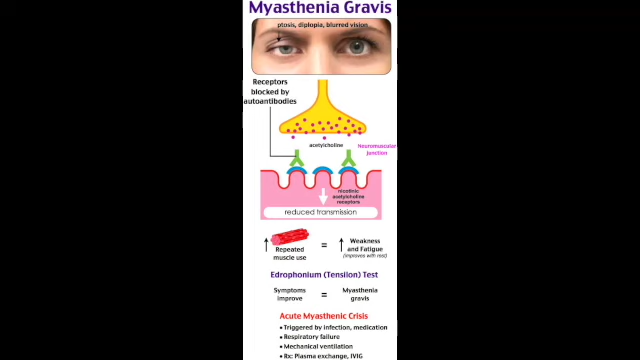 Myasthenia Gravis
ptosis, diplopia, blurred vision
Receptors
blocked by
autoantibodies
acetylcholine
Neuromuscular
junction
nicotinic
acetylcholine
receptors
reduced transmission
Repeated
muscle use
=
Weakness
and Fatigue
(improves with rest)
Edrophonium (Tensilon) Test
Symptoms
improve
=
Myasthenia
gravis
Acute Myasthenic Crisis
• Triggered by infection, medication
• Respiratory failure
• Mechanical ventilation
• Rx: Plasma exchange, IVIG